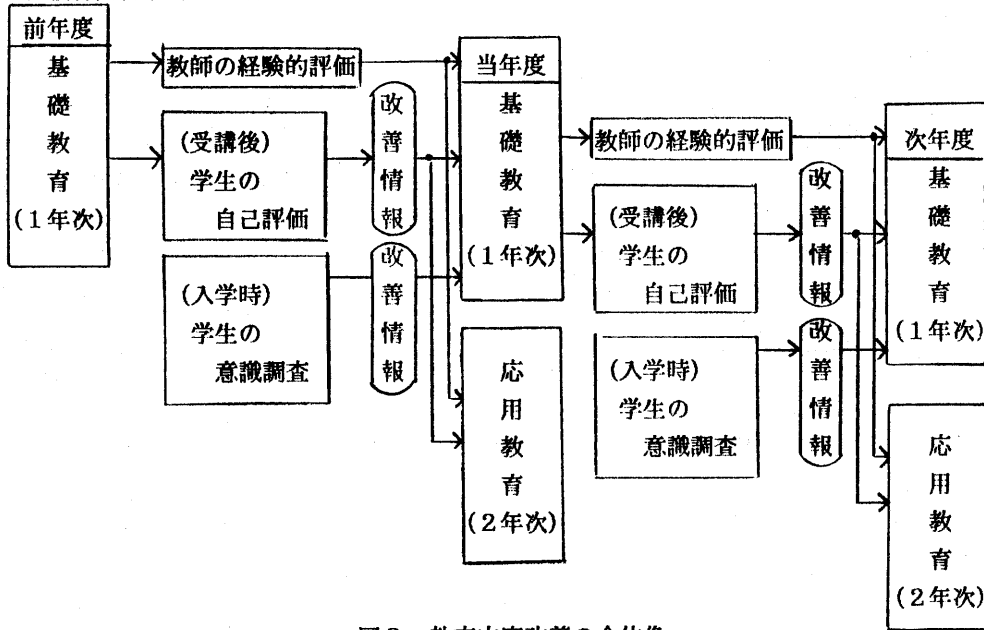 前年度
基礎教育
(1年次)
教師の経験的評価
(受講後)
学生の
自己評価
改善情報
(入学時)
学生の
意識調査
改善情報
当年度
基礎教育
(1年次)
応用教育
(2年次)
教師の経験的評価
(受講後)
学生の
自己評価
改善情報
(入学時)
学生の
意識調査
改善情報
次年度
基礎教育
(1年次)
応用教育
(2年次)